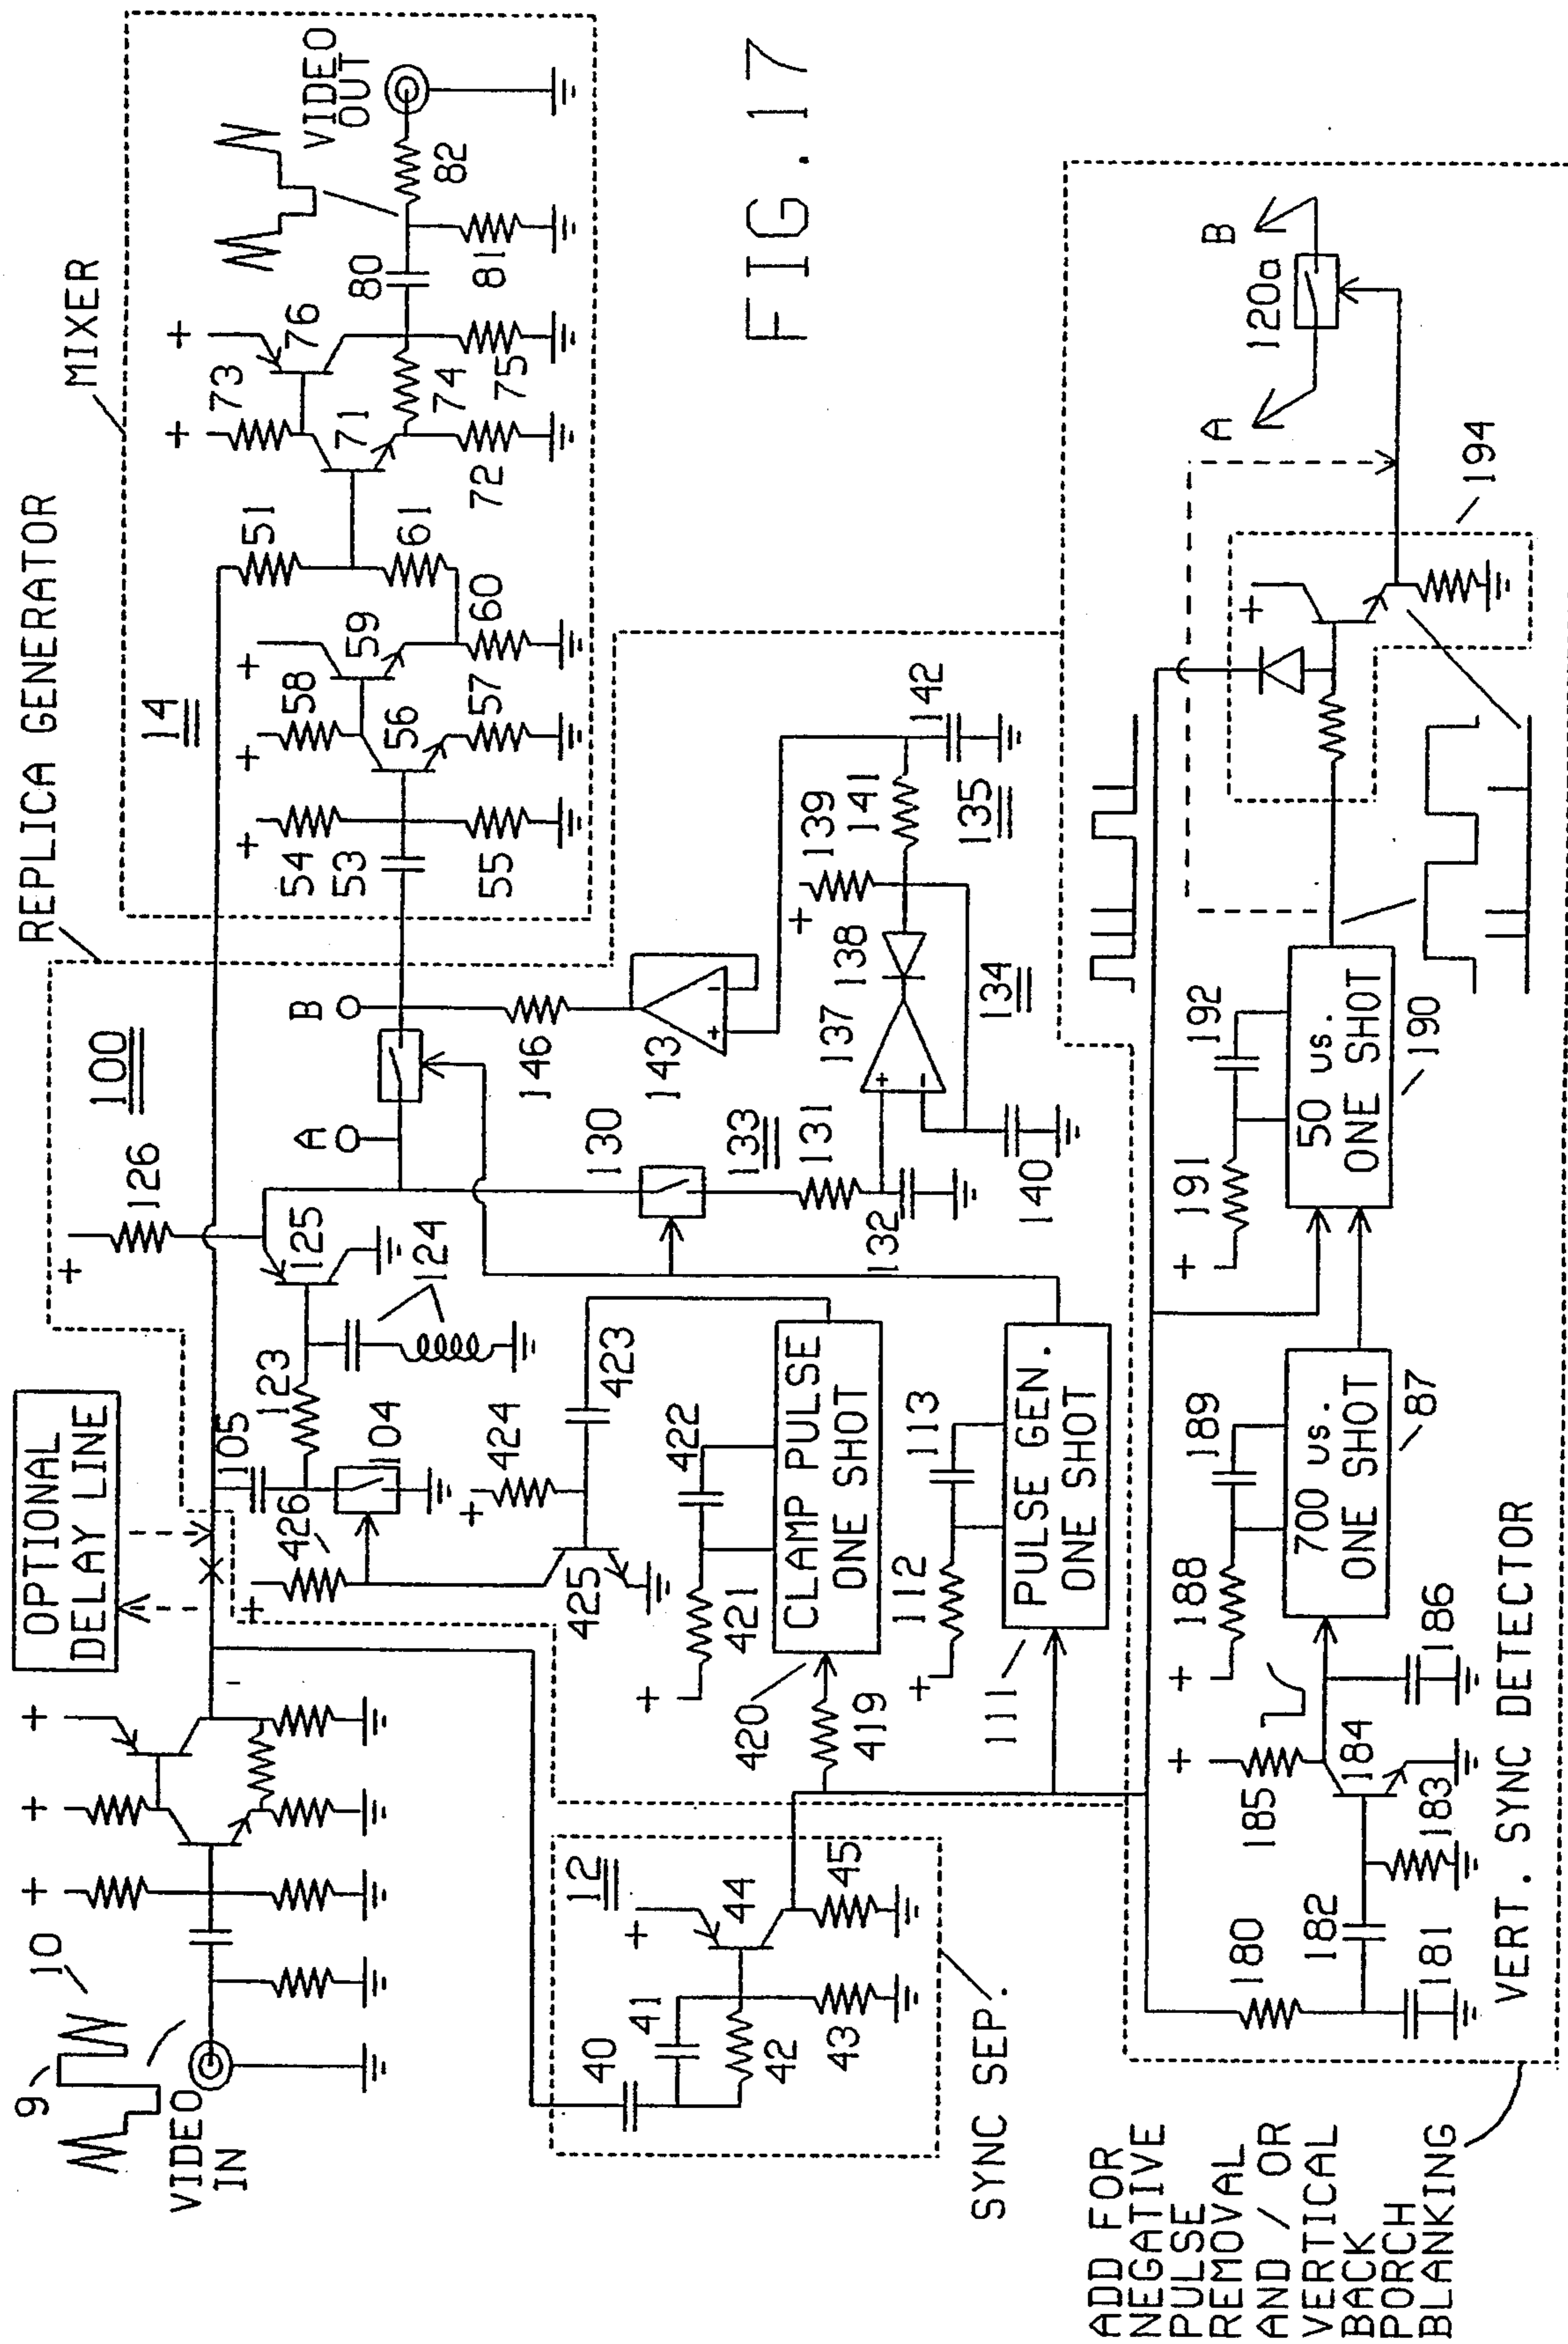 9
10
VIDEO
IN
OPTIONAL
DELAY LINE
REPLICA GENERATOR
MIXER
100
14
126
105
123
104
426
125
124
A
B
54
53
55
58
56
57
59
60
51
61
73
71
72
76
74
75
80
81
82
VIDEO
OUT
12
40
41
42
43
44
45
SYNC SEP.
424
423
425
422
421
CLAMP PULSE
ONE SHOT
420
419
113
112
PULSE GEN.
ONE SHOT
111
130
133
131
132
146
143
137
138
139
141
134
135
140
142
FIG. 17
ADD FOR
NEGATIVE
PULSE
REMOVAL
AND / OR
VERTICAL
BACK
PORCH
BLANKING
180
181
182
183
184
185
186
188
189
700 us.
ONE SHOT
87
191
192
50 us.
ONE SHOT
190
194
A
120a
B
VERT. SYNC DETECTOR